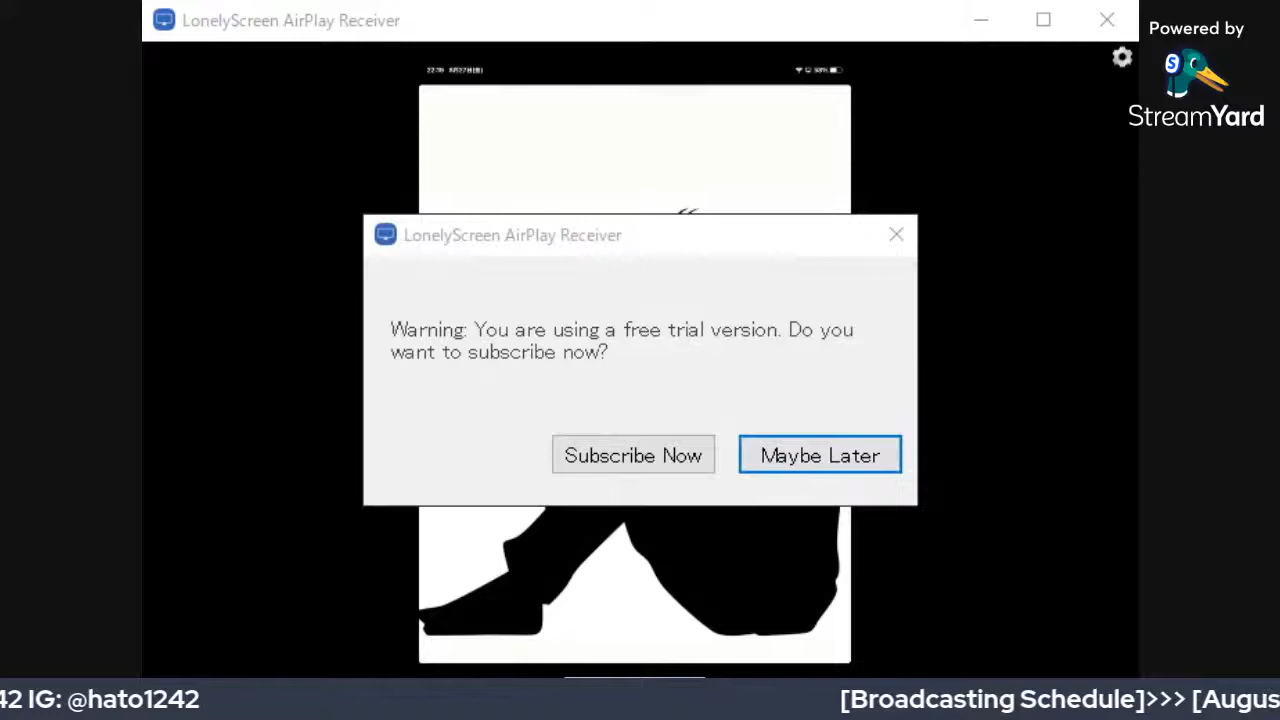 LonelyScreen AirPlay Receiver
Powered by
StreamYard
LonelyScreen AirPlay Receiver
Warning: You are using a free trial version. Do you
want to subscribe now?
Subscribe Now
Maybe Later
42 IG: @hato1242
[Broadcasting Schedule]>>> [Augus